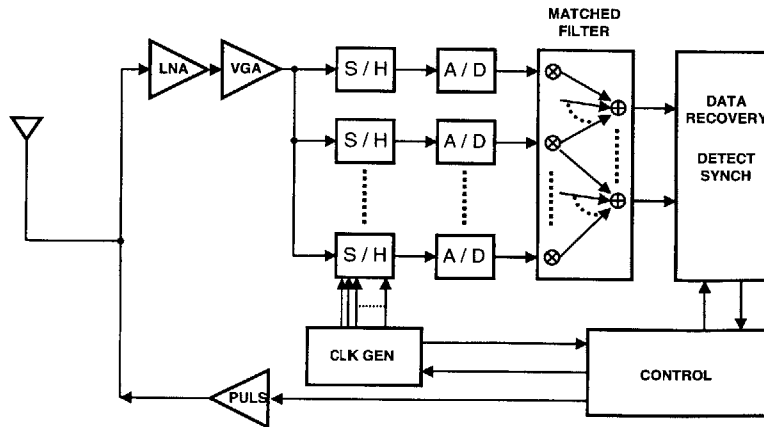 MATCHED
FILTER
LNA
VGA
S / H
A / D
DATA
RECOVERY
S / H
A / D
DETECT
SYNCH
S / H
A / D
CLK GEN
CONTROL
PULS